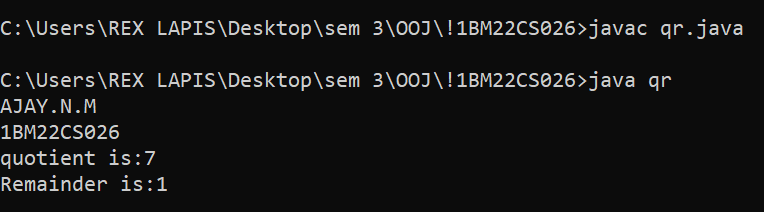 C:\Users\REX LAPIS\Desktop\sem 3\OOJ\!1BM22CS026>javac qr.java
C:\Users\REX LAPIS\Desktop\sem 3\OOJ\!1BM22CS026>java qr
AJAY.N.M
1BM22CS026
quotient is:7
Remainder is:1